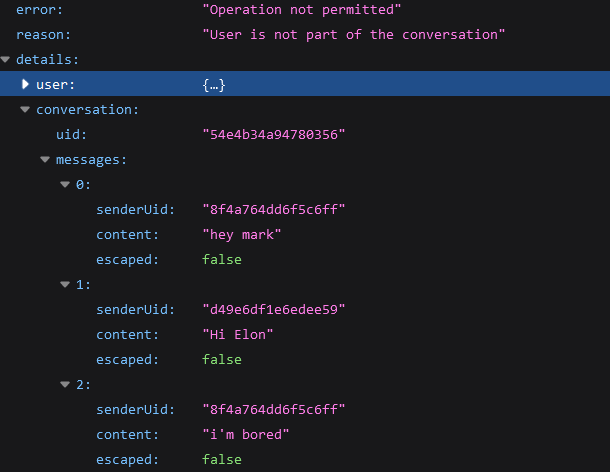 error: "Operation not permitted"
reason: "User is not part of the conversation"
details:
user: {…}
conversation:
uid: "54e4b34a94780356"
messages:
0:
senderUid: "8f4a764dd6f5c6ff"
content: "hey mark"
escaped: false
1:
senderUid: "d49e6df1e6edee59"
content: "Hi Elon"
escaped: false
2:
senderUid: "8f4a764dd6f5c6ff"
content: "i'm bored"
escaped: false